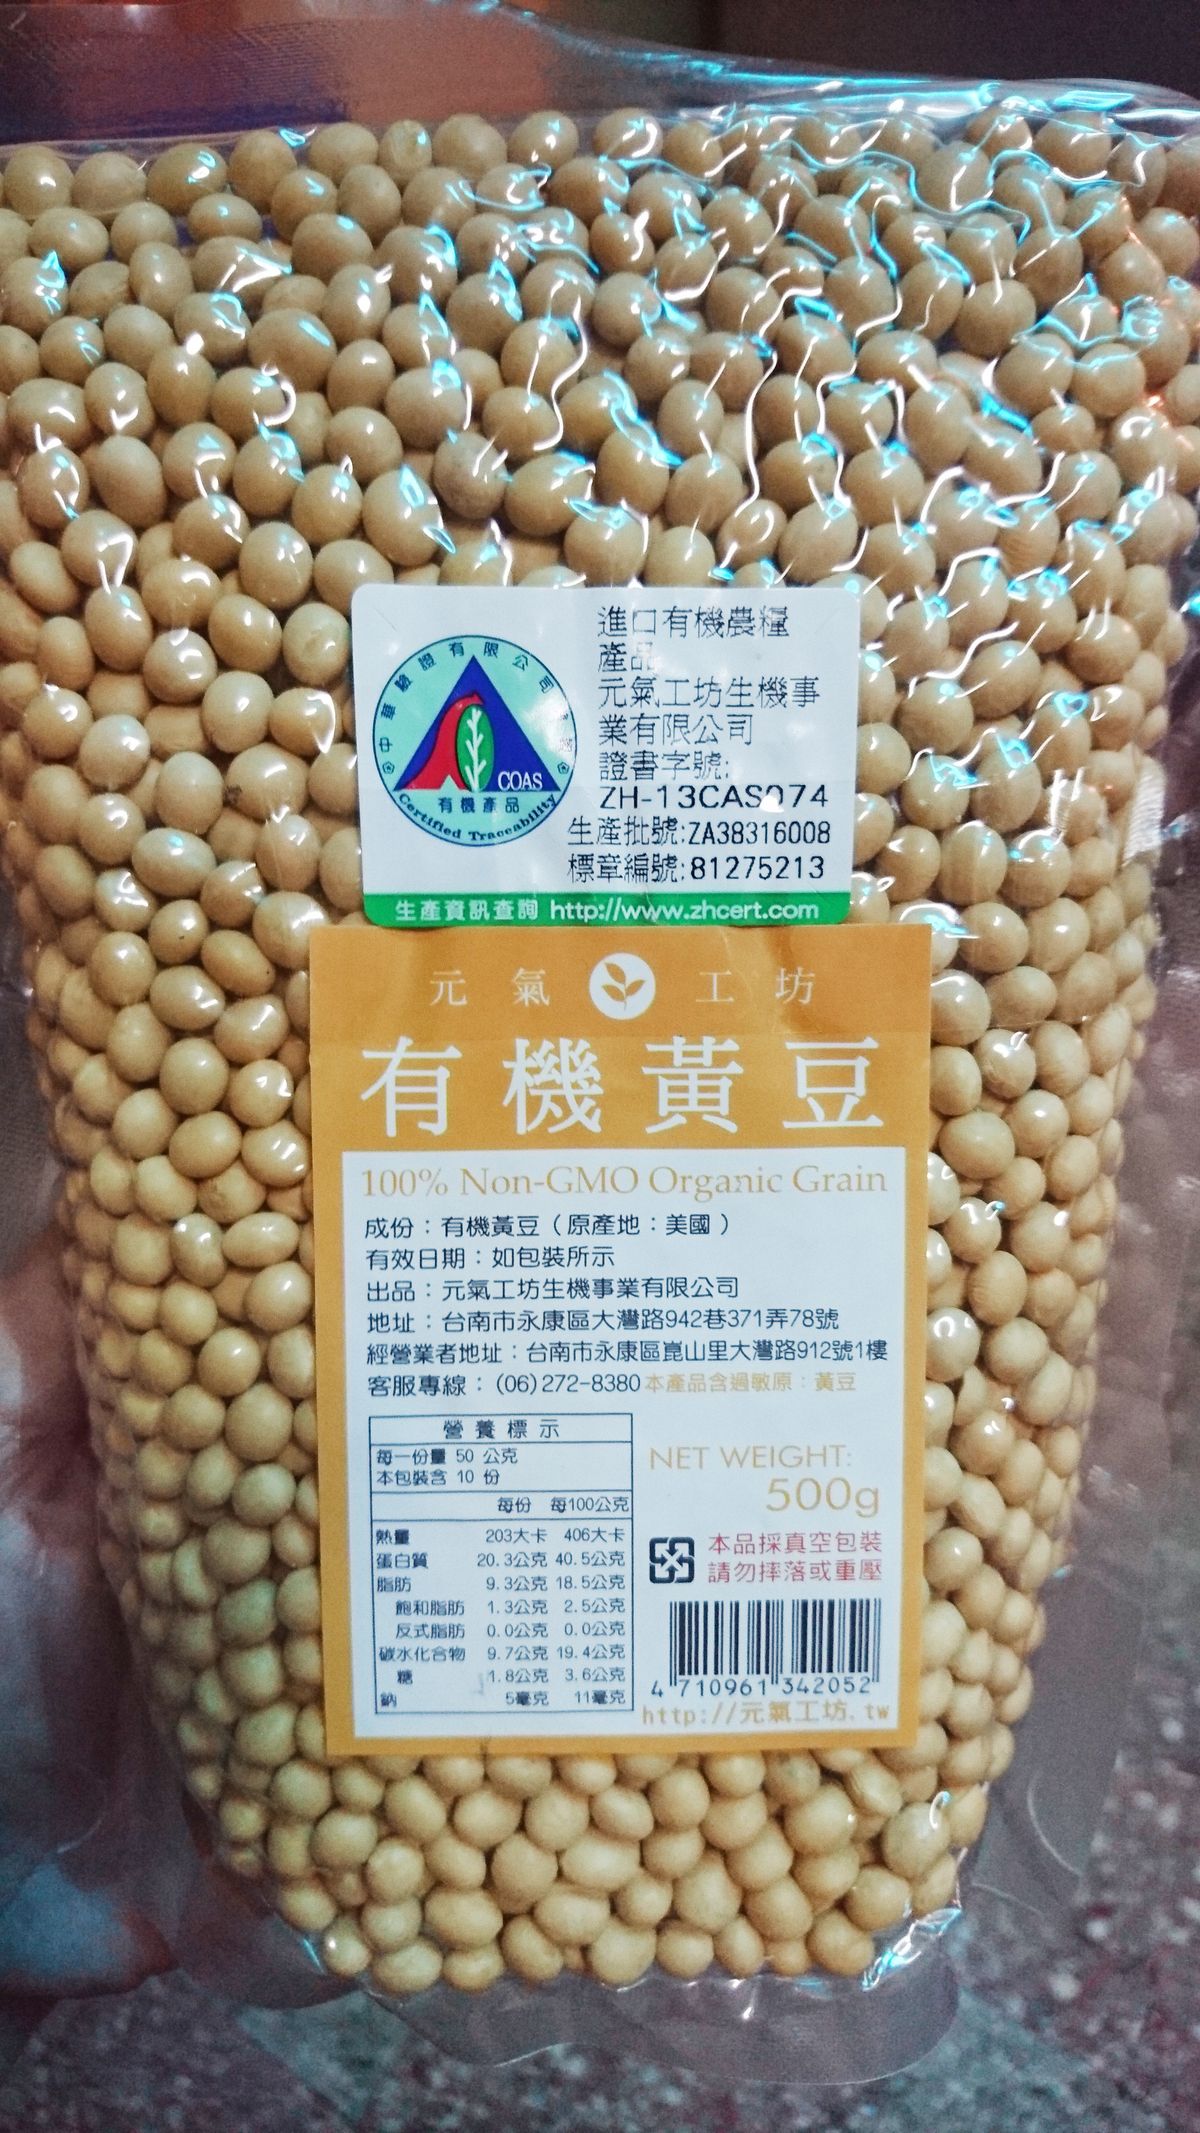 中華驗證有限公司
COAS
有機產品
Certified Traceability
進口有機農糧
產品
元氣工坊生機事
業有限公司
證書字號:
ZH-13CAS074
生產批號:ZA38316008
標章編號:81275213
生產資訊查詢 http://www.zhcert.com
元氣工坊
有機黃豆
100% Non-GMO Organic Grain
成份：有機黃豆（原產地：美國）
有效日期：如包裝所示
出品：元氣工坊生機事業有限公司
地址：台南市永康區大灣路942巷371弄78號
經營業者地址：台南市永康區崑山里大灣路912號1樓
客服專線：(06)272-8380 本產品含過敏原：黃豆
營養標示
每一份量 50 公克
本包裝含 10 份
每份 每100公克
熱量 203大卡 406大卡
蛋白質 20.3公克 40.5公克
脂肪 9.3公克 18.5公克
飽和脂肪 1.3公克 2.5公克
反式脂肪 0.0公克 0.0公克
碳水化合物 9.7公克 19.4公克
糖 1.8公克 3.6公克
鈉 5毫克 11毫克
NET WEIGHT:
500g
本品採真空包裝
請勿摔落或重壓
4 710961 342052
http://元氣工坊.tw